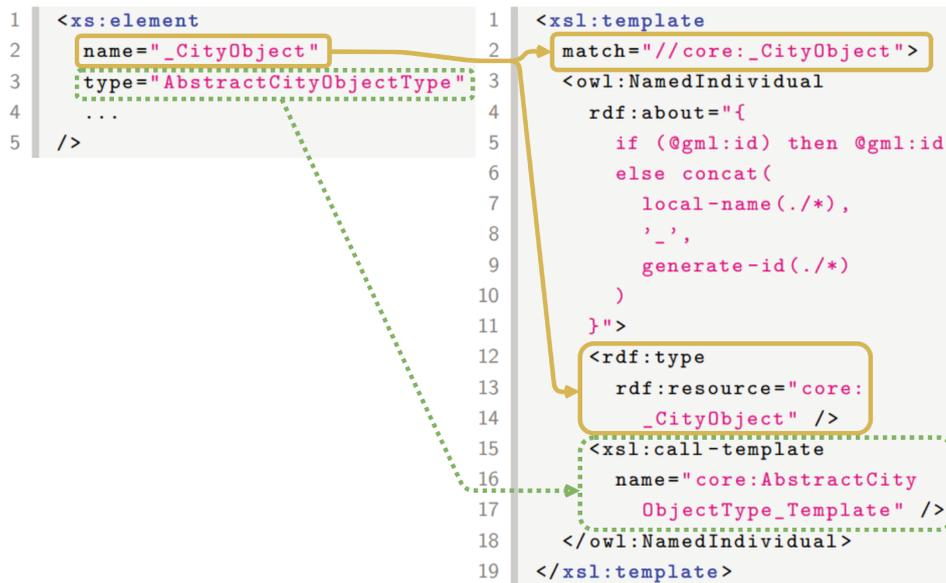 1 <xs:element
2 name="_CityObject"
3 type="AbstractCityObjectType"
4 ...
5 />
1 <xsl:template
2 match="//core:_CityObject">
3 <owl:NamedIndividual
4 rdf:about="{
5 if (@gml:id) then @gml:id
6 else concat(
7 local-name(./*),
8 '_',
9 generate-id(./*)
10 )
11 }">
12 <rdf:type
13 rdf:resource="core:
14 _CityObject" />
15 <xsl:call-template
16 name="core:AbstractCity
17 ObjectType_Template" />
18 </owl:NamedIndividual>
19 </xsl:template>